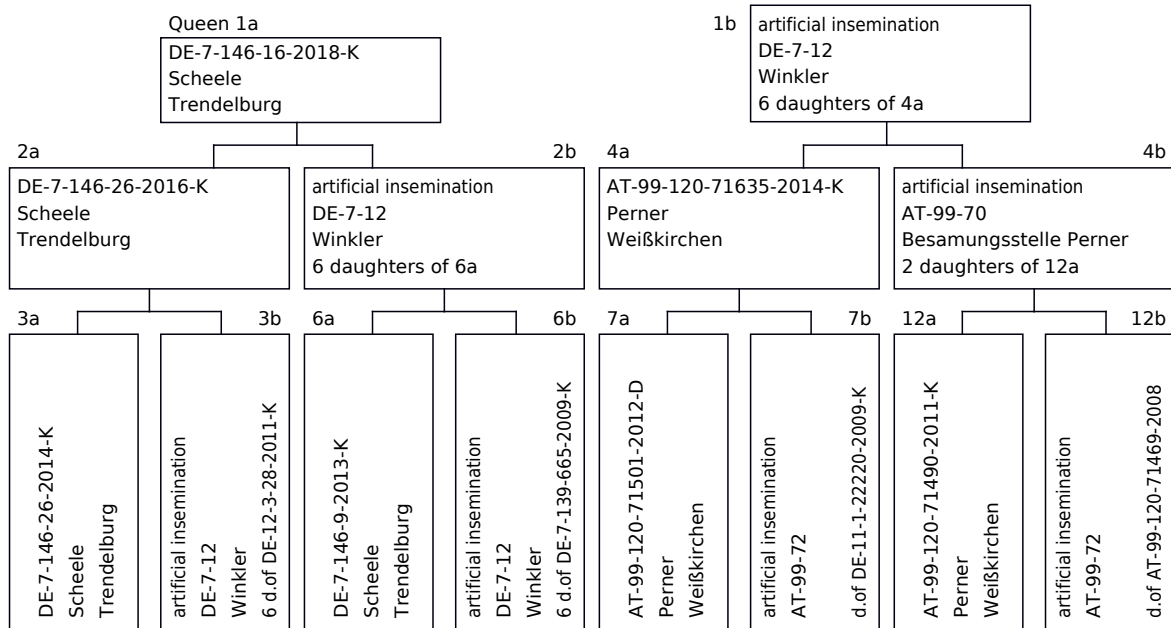 Queen 1a
DE-7-146-16-2018-K
Scheele
Trendelburg
1b
artificial insemination
DE-7-12
Winkler
6 daughters of 4a
2a
DE-7-146-26-2016-K
Scheele
Trendelburg
2b
artificial insemination
DE-7-12
Winkler
6 daughters of 6a
4a
AT-99-120-71635-2014-K
Perner
Weißkirchen
4b
artificial insemination
AT-99-70
Besamungsstelle Perner
2 daughters of 12a
3a
DE-7-146-26-2014-K
Scheele
Trendelburg
3b
artificial insemination
DE-7-12
Winkler
6 d.of DE-12-3-28-2011-K
6a
DE-7-146-9-2013-K
Scheele
Trendelburg
6b
artificial insemination
DE-7-12
Winkler
6 d.of DE-7-139-665-2009-K
7a
AT-99-120-71501-2012-D
Perner
Weißkirchen
7b
artificial insemination
AT-99-72
d.of DE-11-1-22220-2009-K
12a
AT-99-120-71490-2011-K
Perner
Weißkirchen
12b
artificial insemination
AT-99-72
d.of AT-99-120-71469-2008